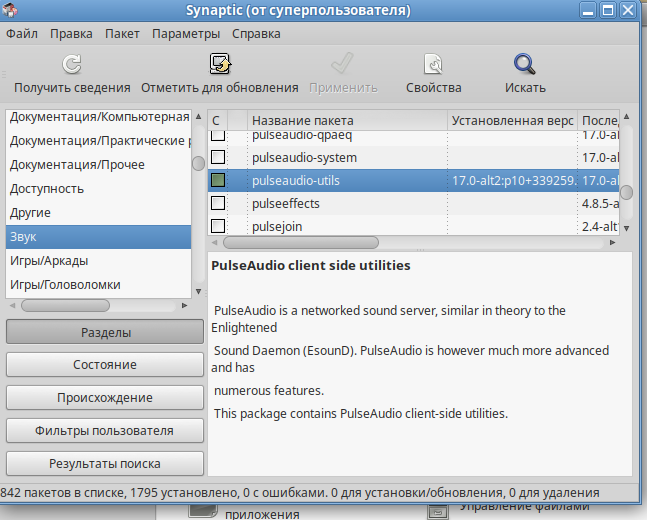 Synaptic (от суперпользователя)
Файл Правка Пакет Параметры Справка
Получить сведения Отметить для обновления Применить Свойства Искать
Документация/Компьютерная
Документация/Практические р
Документация/Прочее
Доступность
Другие
Звук
Игры/Аркады
Игры/Головоломки
С Название пакета Установленная верс Послед
pulseaudio-qpaeq 17.0-al
pulseaudio-system 17.0-al
pulseaudio-utils 17.0-alt2:p10+339259. 17.0-al
pulseeffects 4.8.5-a
pulsejoin 2.4-alt
PulseAudio client side utilities
PulseAudio is a networked sound server, similar in theory to the
Enlightened
Sound Daemon (EsounD). PulseAudio is however much more advanced
and has
numerous features.
This package contains PulseAudio client-side utilities.
Разделы
Состояние
Происхождение
Фильтры пользователя
Результаты поиска
842 пакетов в списке, 1795 установлено, 0 с ошибками. 0 для установки/обновления, 0 для удаления
приложения
Управление файлами